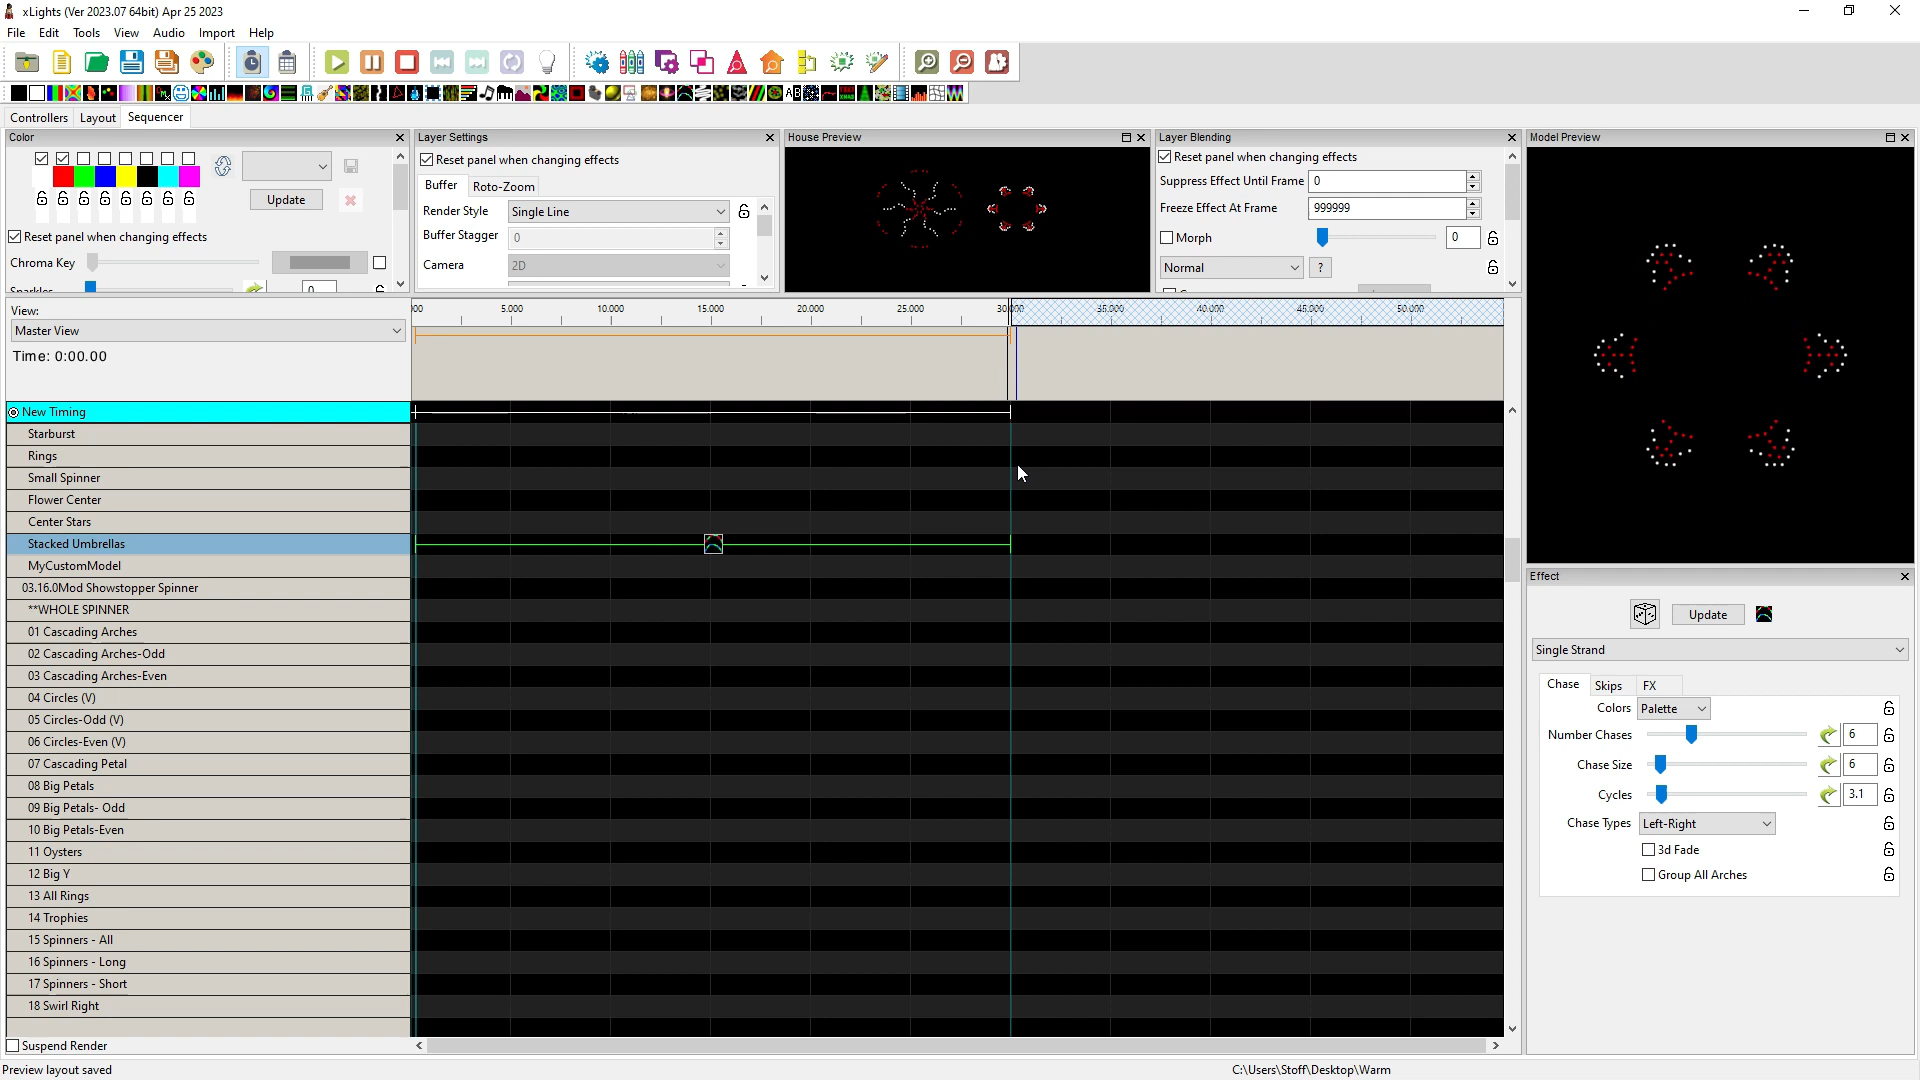 xLights (Ver 2023.07 64bit) Apr 25 2023
File Edit Tools View Audio Import Help
Controllers Layout Sequencer
Color
Update
Reset panel when changing effects
Chroma Key
Sparkles 0
Layer Settings
Reset panel when changing effects
Buffer Roto-Zoom
Render Style Single Line
Buffer Stagger 0
Camera 2D
House Preview
Layer Blending
Reset panel when changing effects
Suppress Effect Until Frame 0
Freeze Effect At Frame 999999
Morph 0
Normal ?
Model Preview
View:
Master View
Time: 0:00.00
5.000 10.000 15.000 20.000 25.000 30.000 35.000 40.000 45.000 50.000
New Timing
Starburst
Rings
Small Spinner
Flower Center
Center Stars
Stacked Umbrellas
MyCustomModel
03.16.0Mod Showstopper Spinner
**WHOLE SPINNER
01 Cascading Arches
02 Cascading Arches-Odd
03 Cascading Arches-Even
04 Circles (V)
05 Circles-Odd (V)
06 Circles-Even (V)
07 Cascading Petal
08 Big Petals
09 Big Petals- Odd
10 Big Petals-Even
11 Oysters
12 Big Y
13 All Rings
14 Trophies
15 Spinners - All
16 Spinners - Long
17 Spinners - Short
18 Swirl Right
Suspend Render
Effect
Update
Single Strand
Chase Skips FX
Colors Palette
Number Chases 6
Chase Size 6
Cycles 3.1
Chase Types Left-Right
3d Fade
Group All Arches
Preview layout saved
C:\Users\Stoff\Desktop\Warm